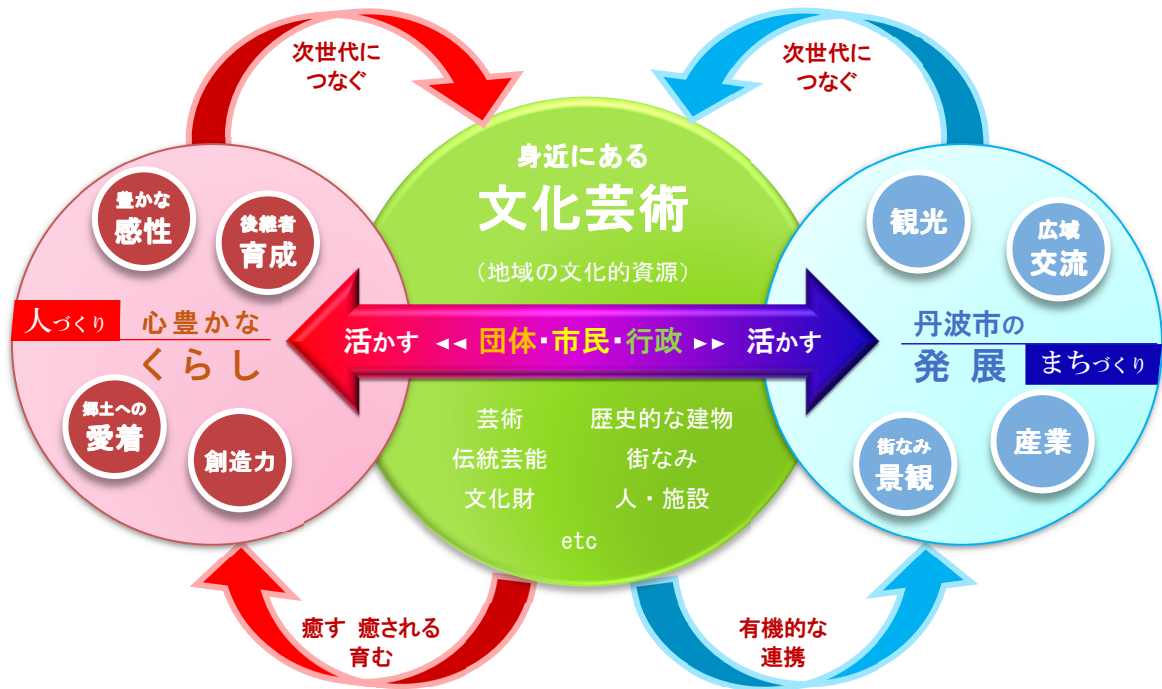 次世代に
つなぐ
次世代に
つなぐ
身近にある
文化芸術
(地域の文化的資源)
豊かな
感性
後継者
育成
人づくり
心豊かな
くらし
郷土への
愛着
創造力
活かす ◄◄ 団体・市民・行政 ►► 活かす
芸術 歴史的な建物
伝統芸能 街なみ
文化財 人・施設
etc
観光
広域
交流
丹波市の
発展
まちづくり
街なみ
景観
産業
癒す 癒される
育む
有機的な
連携